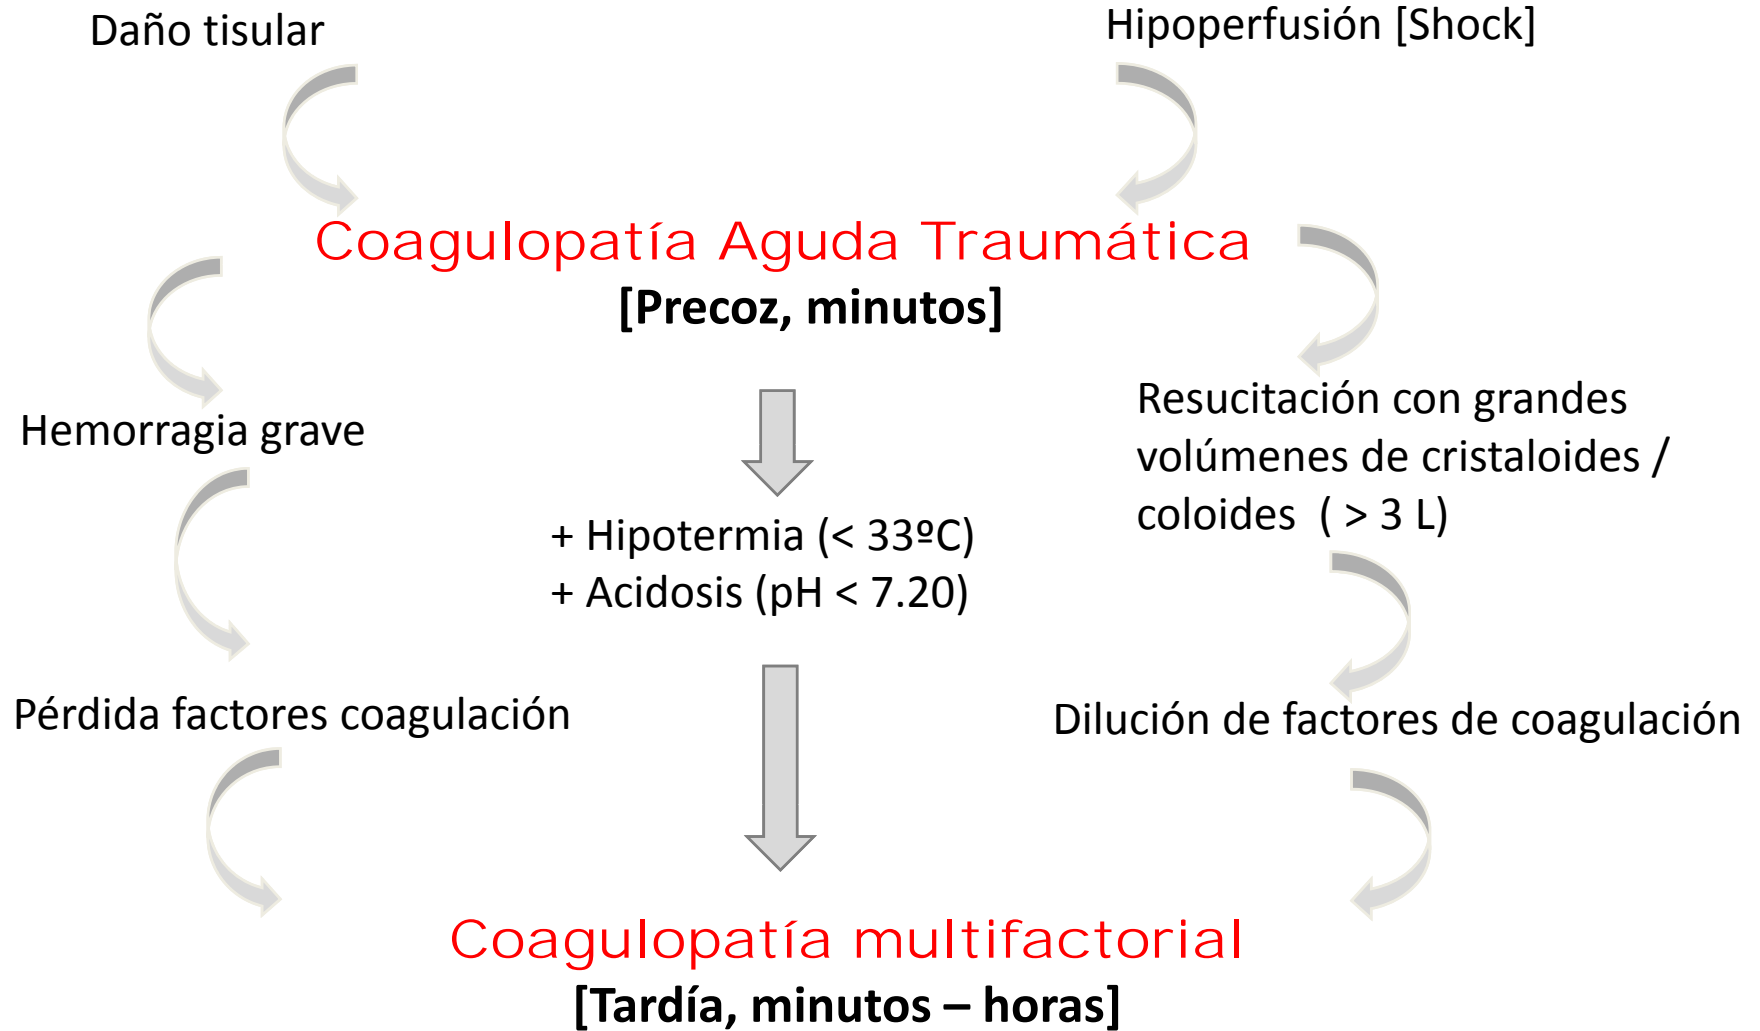 Daño tisular
Hipoperfusión [Shock]
Coagulopatía Aguda Traumática
[Precoz, minutos]
Hemorragia grave
Resucitación con grandes
volúmenes de cristaloides /
coloides ( > 3 L)
+ Hipotermia (< 33ºC)
+ Acidosis (pH < 7.20)
Pérdida factores coagulación
Dilución de factores de coagulación
Coagulopatía multifactorial
[Tardía, minutos – horas]